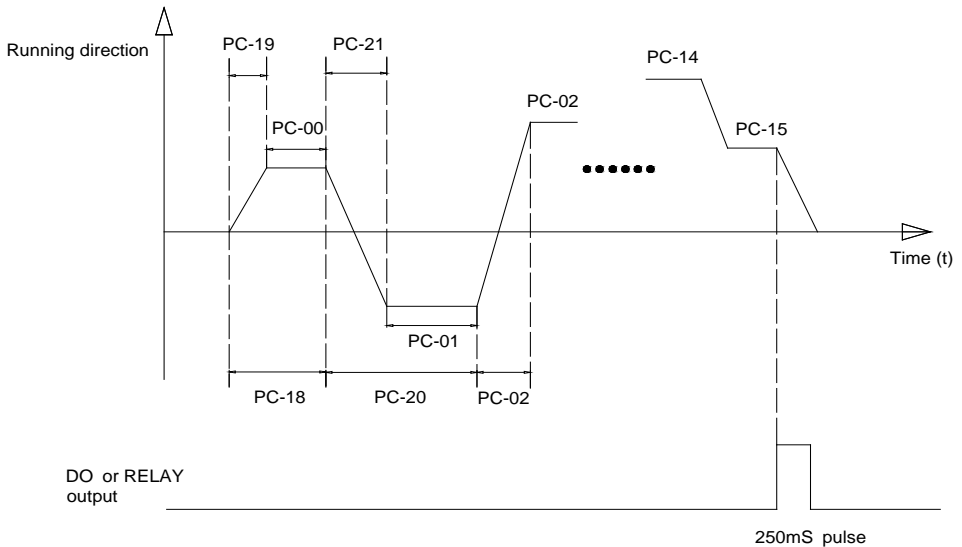 Running direction
PC-19
PC-21
PC-14
PC-00
PC-02
PC-15
Time (t)
PC-01
PC-18
PC-20
PC-02
DO or RELAY
output
250mS pulse